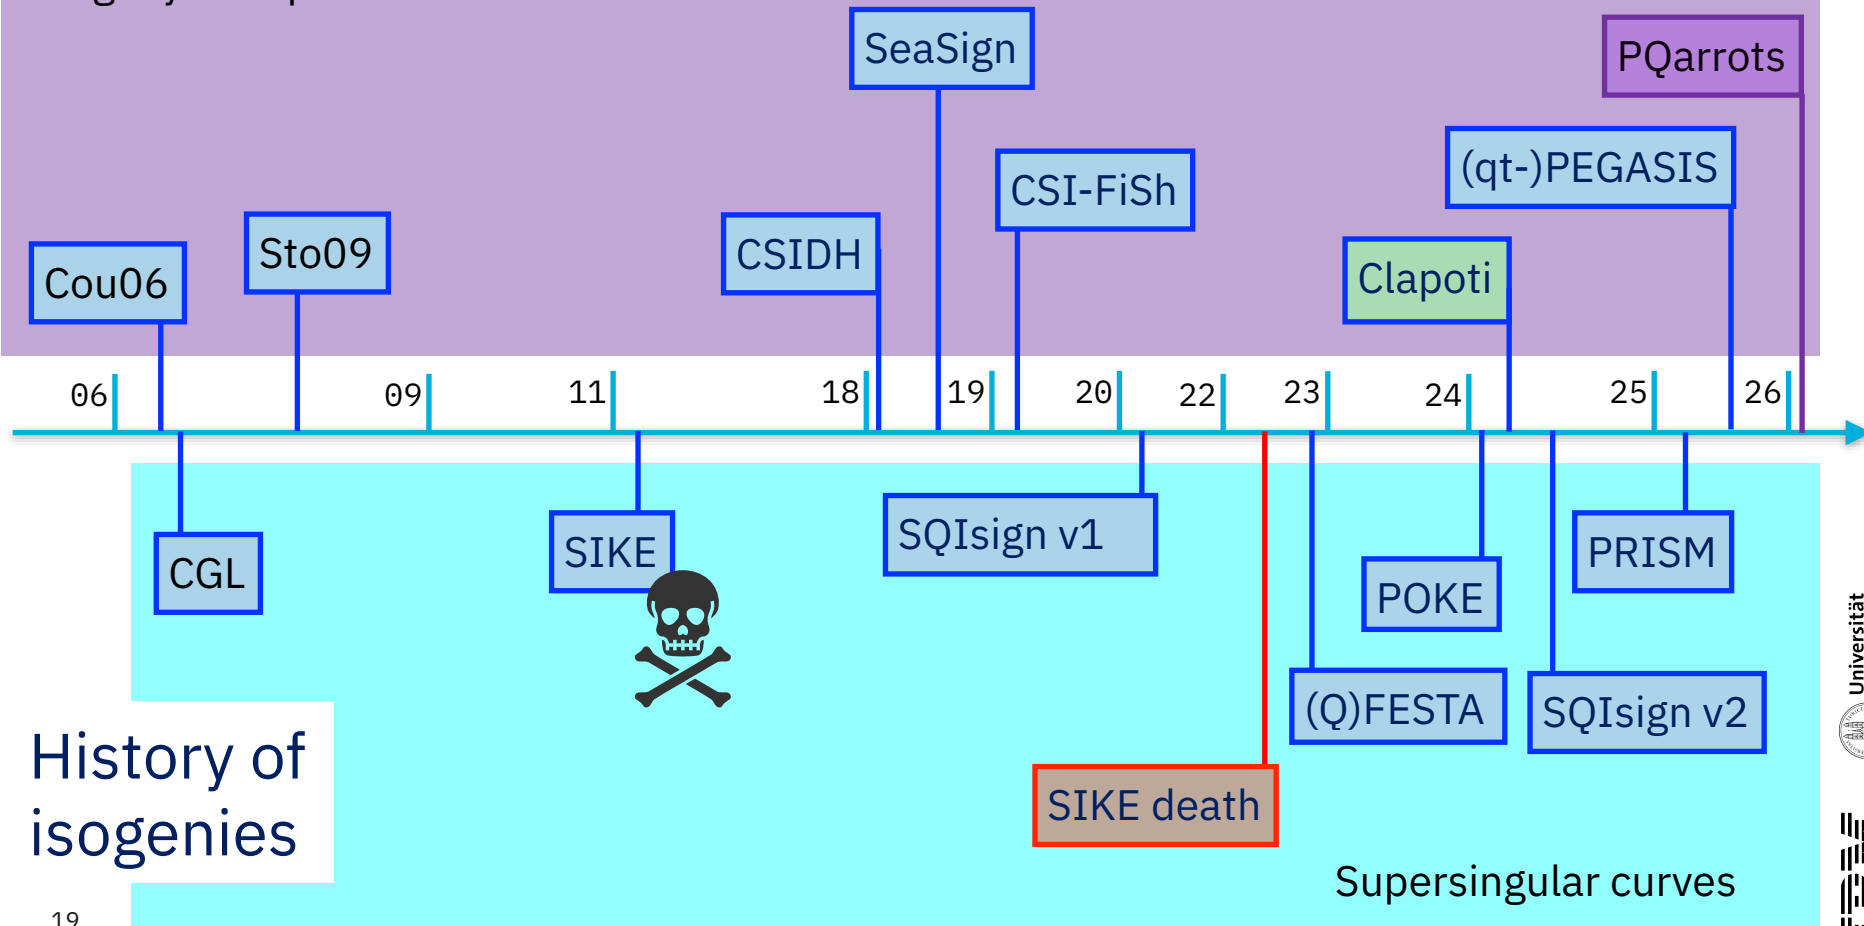 SeaSign
PQarrots
(qt-)PEGASIS
CSI-FiSh
Sto09
CSIDH
Cou06
Clapoti
06
09
11
18
19
20
22
23
24
25
26
CGL
SIKE
SQIsign v1
POKE
PRISM
(Q)FESTA
SQIsign v2
SIKE death
History of
isogenies
Supersingular curves
19
Universität
IBM